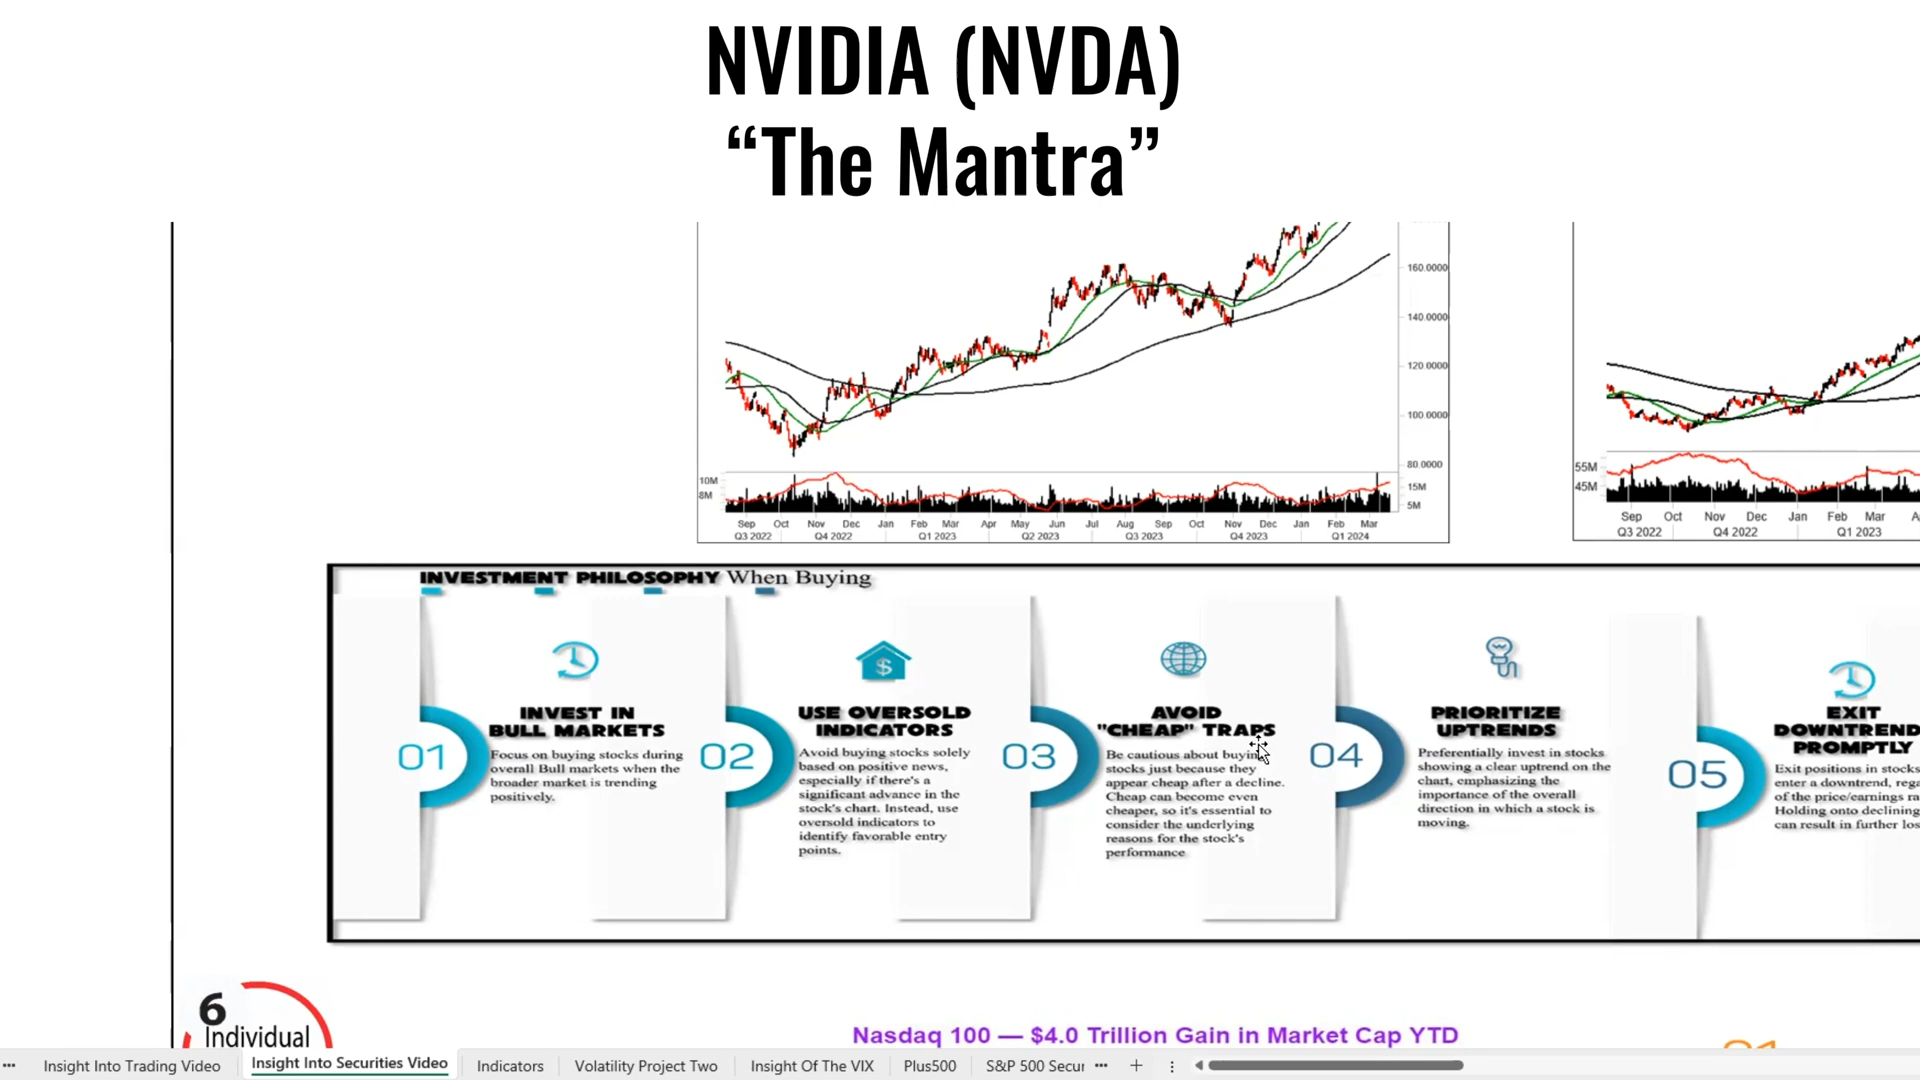 NVIDIA (NVDA)
“The Mantra”
160.0000
140.0000
120.0000
100.0000
80.0000
10M
8M
15M
5M
Sep Oct Nov Dec Jan Feb Mar Apr May Jun Jul Aug Sep Oct Nov Dec Jan Feb Mar
Q3 2022 Q4 2022 Q1 2023 Q2 2023 Q3 2023 Q4 2023 Q1 2024
55M
45M
Sep Oct Nov Dec Jan Feb Mar
Q3 2022 Q4 2022 Q1 2023
INVESTMENT PHILOSOPHY When Buying
01
INVEST IN
BULL MARKETS
Focus on buying stocks during
overall Bull markets when the
broader market is trending
positively.
02
USE OVERSOLD
INDICATORS
Avoid buying stocks solely
based on positive news,
especially if there's a
significant advance in the
stock's chart. Instead, use
oversold indicators to
identify favorable entry
points.
03
AVOID
"CHEAP" TRAPS
Be cautious about buying
stocks just because they
appear cheap after a decline.
Cheap can become even
cheaper, so it's essential to
consider the underlying
reasons for the stock's
performance
04
PRIORITIZE
UPTRENDS
Preferentially invest in stocks
showing a clear uptrend on the
chart, emphasizing the
importance of the overall
direction in which a stock is
moving.
05
EXIT
DOWNTREND
PROMPTLY
Exit positions in stocks
enter a downtrend,
of the price/earnings
Holding onto declining
can result in further
6
Individual
Nasdaq 100 — $4.0 Trillion Gain in Market Cap YTD
Insight Into Trading Video Insight Into Securities Video Indicators Volatility Project Two Insight Of The VIX Plus500 S&P 500 Secur